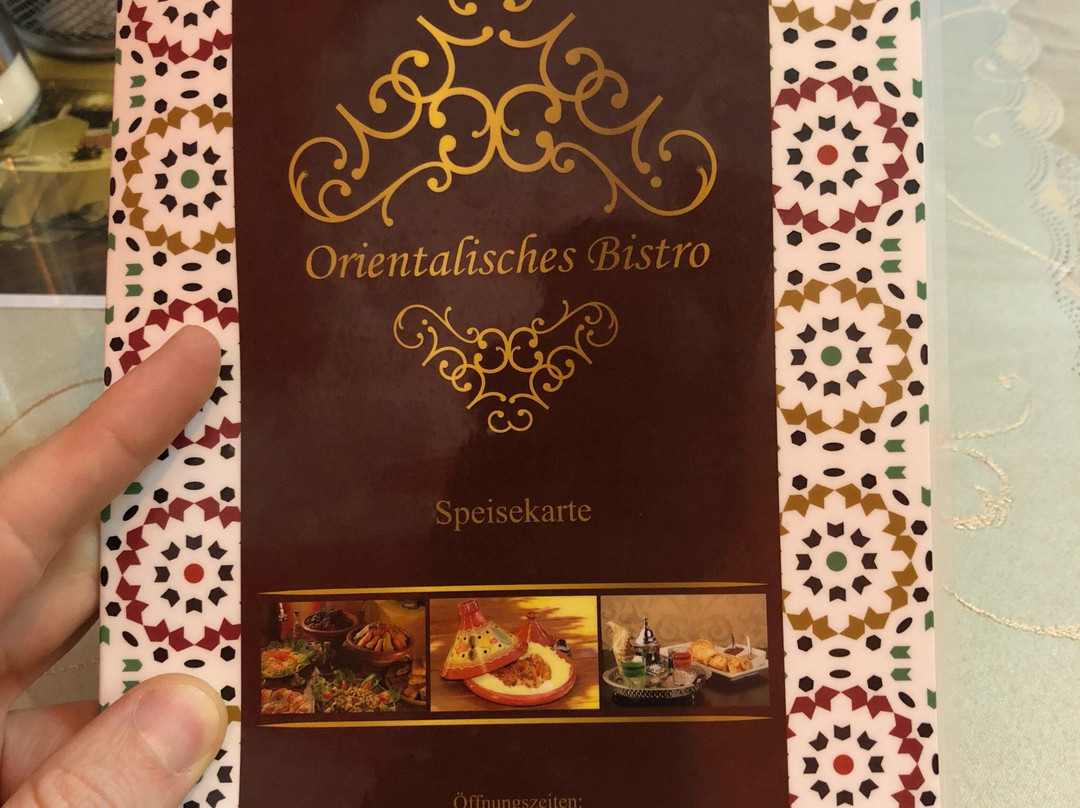 Orientalisches Bistro
Speisekarte
Öffnungszeiten: